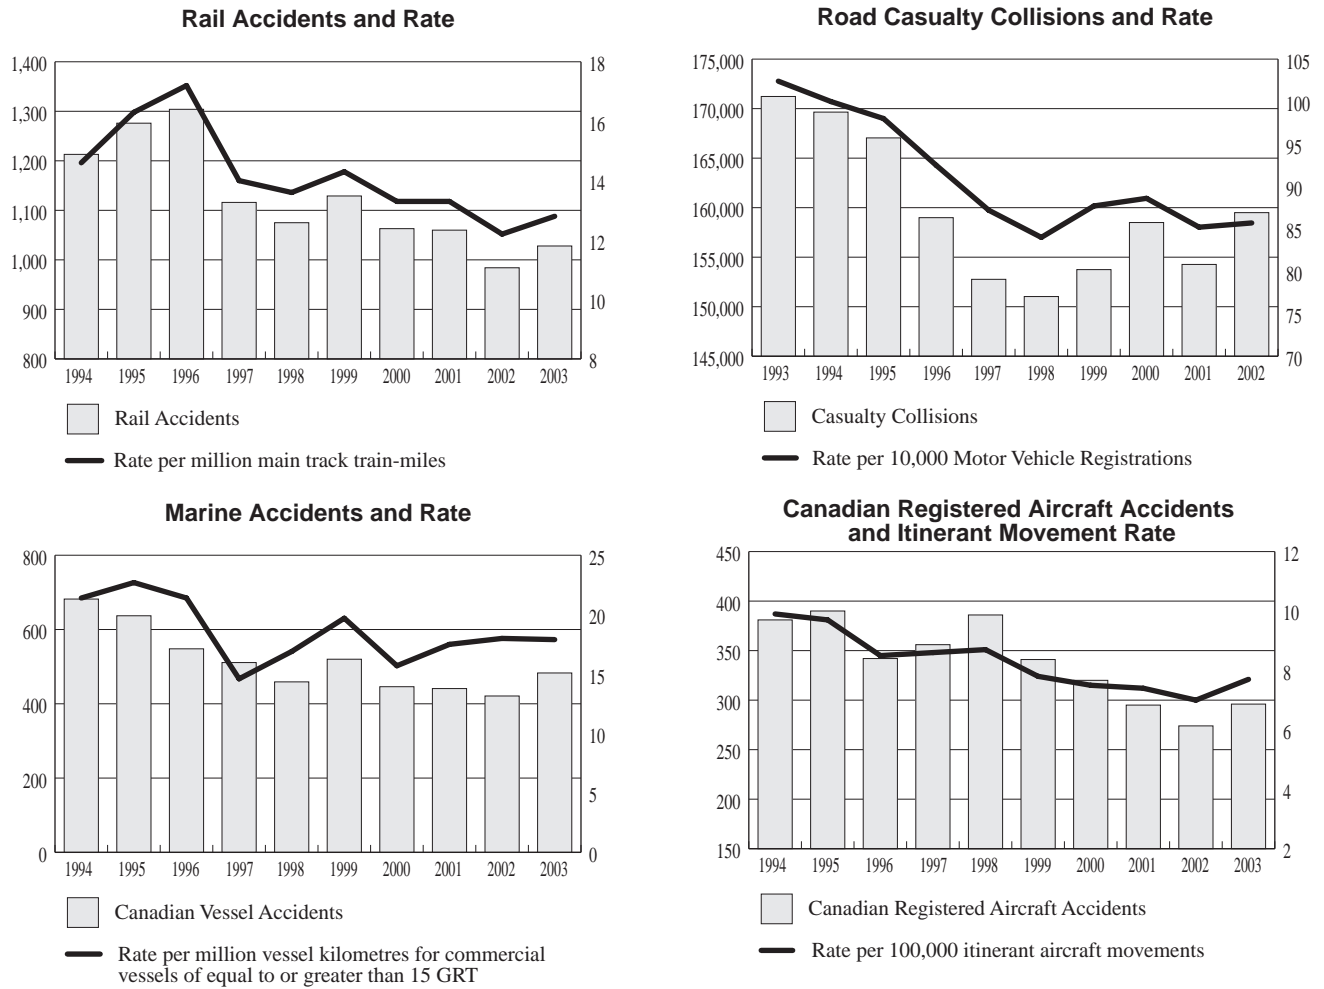 Rail Accidents and Rate
1,400
1,300
1,200
1,100
1,000
900
800
18
16
14
12
10
8
1994 1995 1996 1997 1998 1999 2000 2001 2002 2003
Rail Accidents
Rate per million main track train-miles
Road Casualty Collisions and Rate
175,000
170,000
165,000
160,000
155,000
150,000
145,000
105
100
95
90
85
80
75
70
1993 1994 1995 1996 1997 1998 1999 2000 2001 2002
Casualty Collisions
Rate per 10,000 Motor Vehicle Registrations
Marine Accidents and Rate
800
600
400
200
0
25
20
15
10
5
0
1994 1995 1996 1997 1998 1999 2000 2001 2002 2003
Canadian Vessel Accidents
Rate per million vessel kilometres for commercial
vessels of equal to or greater than 15 GRT
Canadian Registered Aircraft Accidents
and Itinerant Movement Rate
450
400
350
300
250
200
150
12
10
8
6
4
2
1994 1995 1996 1997 1998 1999 2000 2001 2002 2003
Canadian Registered Aircraft Accidents
Rate per 100,000 itinerant aircraft movements